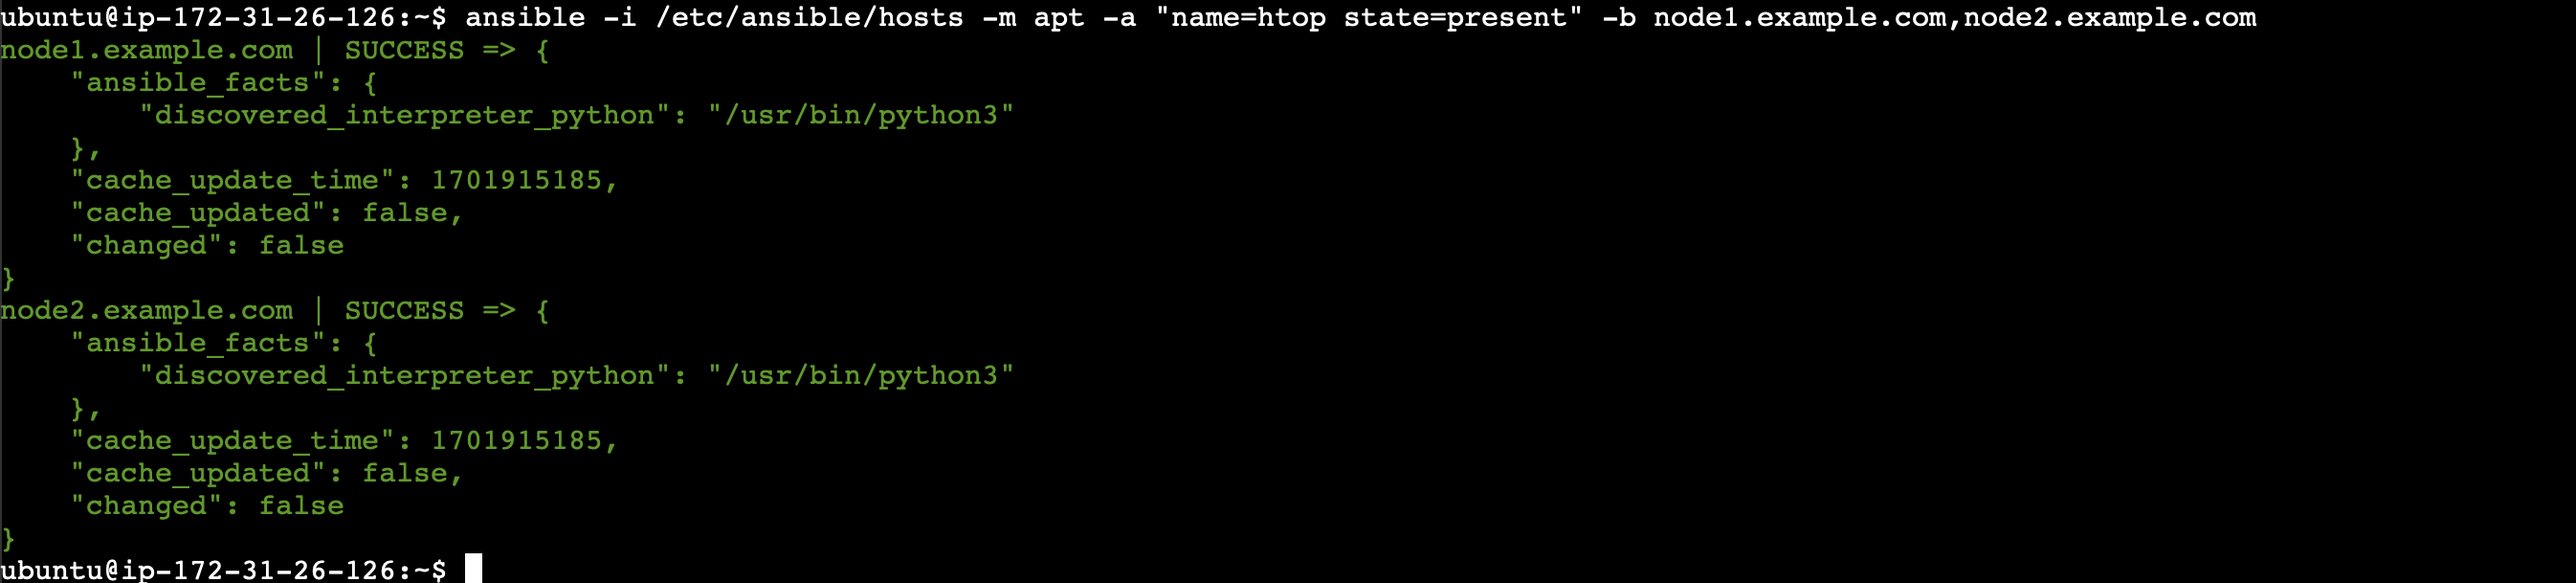 ubuntu@ip-172-31-26-126:~$ ansible -i /etc/ansible/hosts -m apt -a "name=htop state=present" -b node1.example.com,node2.example.com
node1.example.com | SUCCESS => {
    "ansible_facts": {
        "discovered_interpreter_python": "/usr/bin/python3"
    },
    "cache_update_time": 1701915185,
    "cache_updated": false,
    "changed": false
}
node2.example.com | SUCCESS => {
    "ansible_facts": {
        "discovered_interpreter_python": "/usr/bin/python3"
    },
    "cache_update_time": 1701915185,
    "cache_updated": false,
    "changed": false
}
ubuntu@ip-172-31-26-126:~$